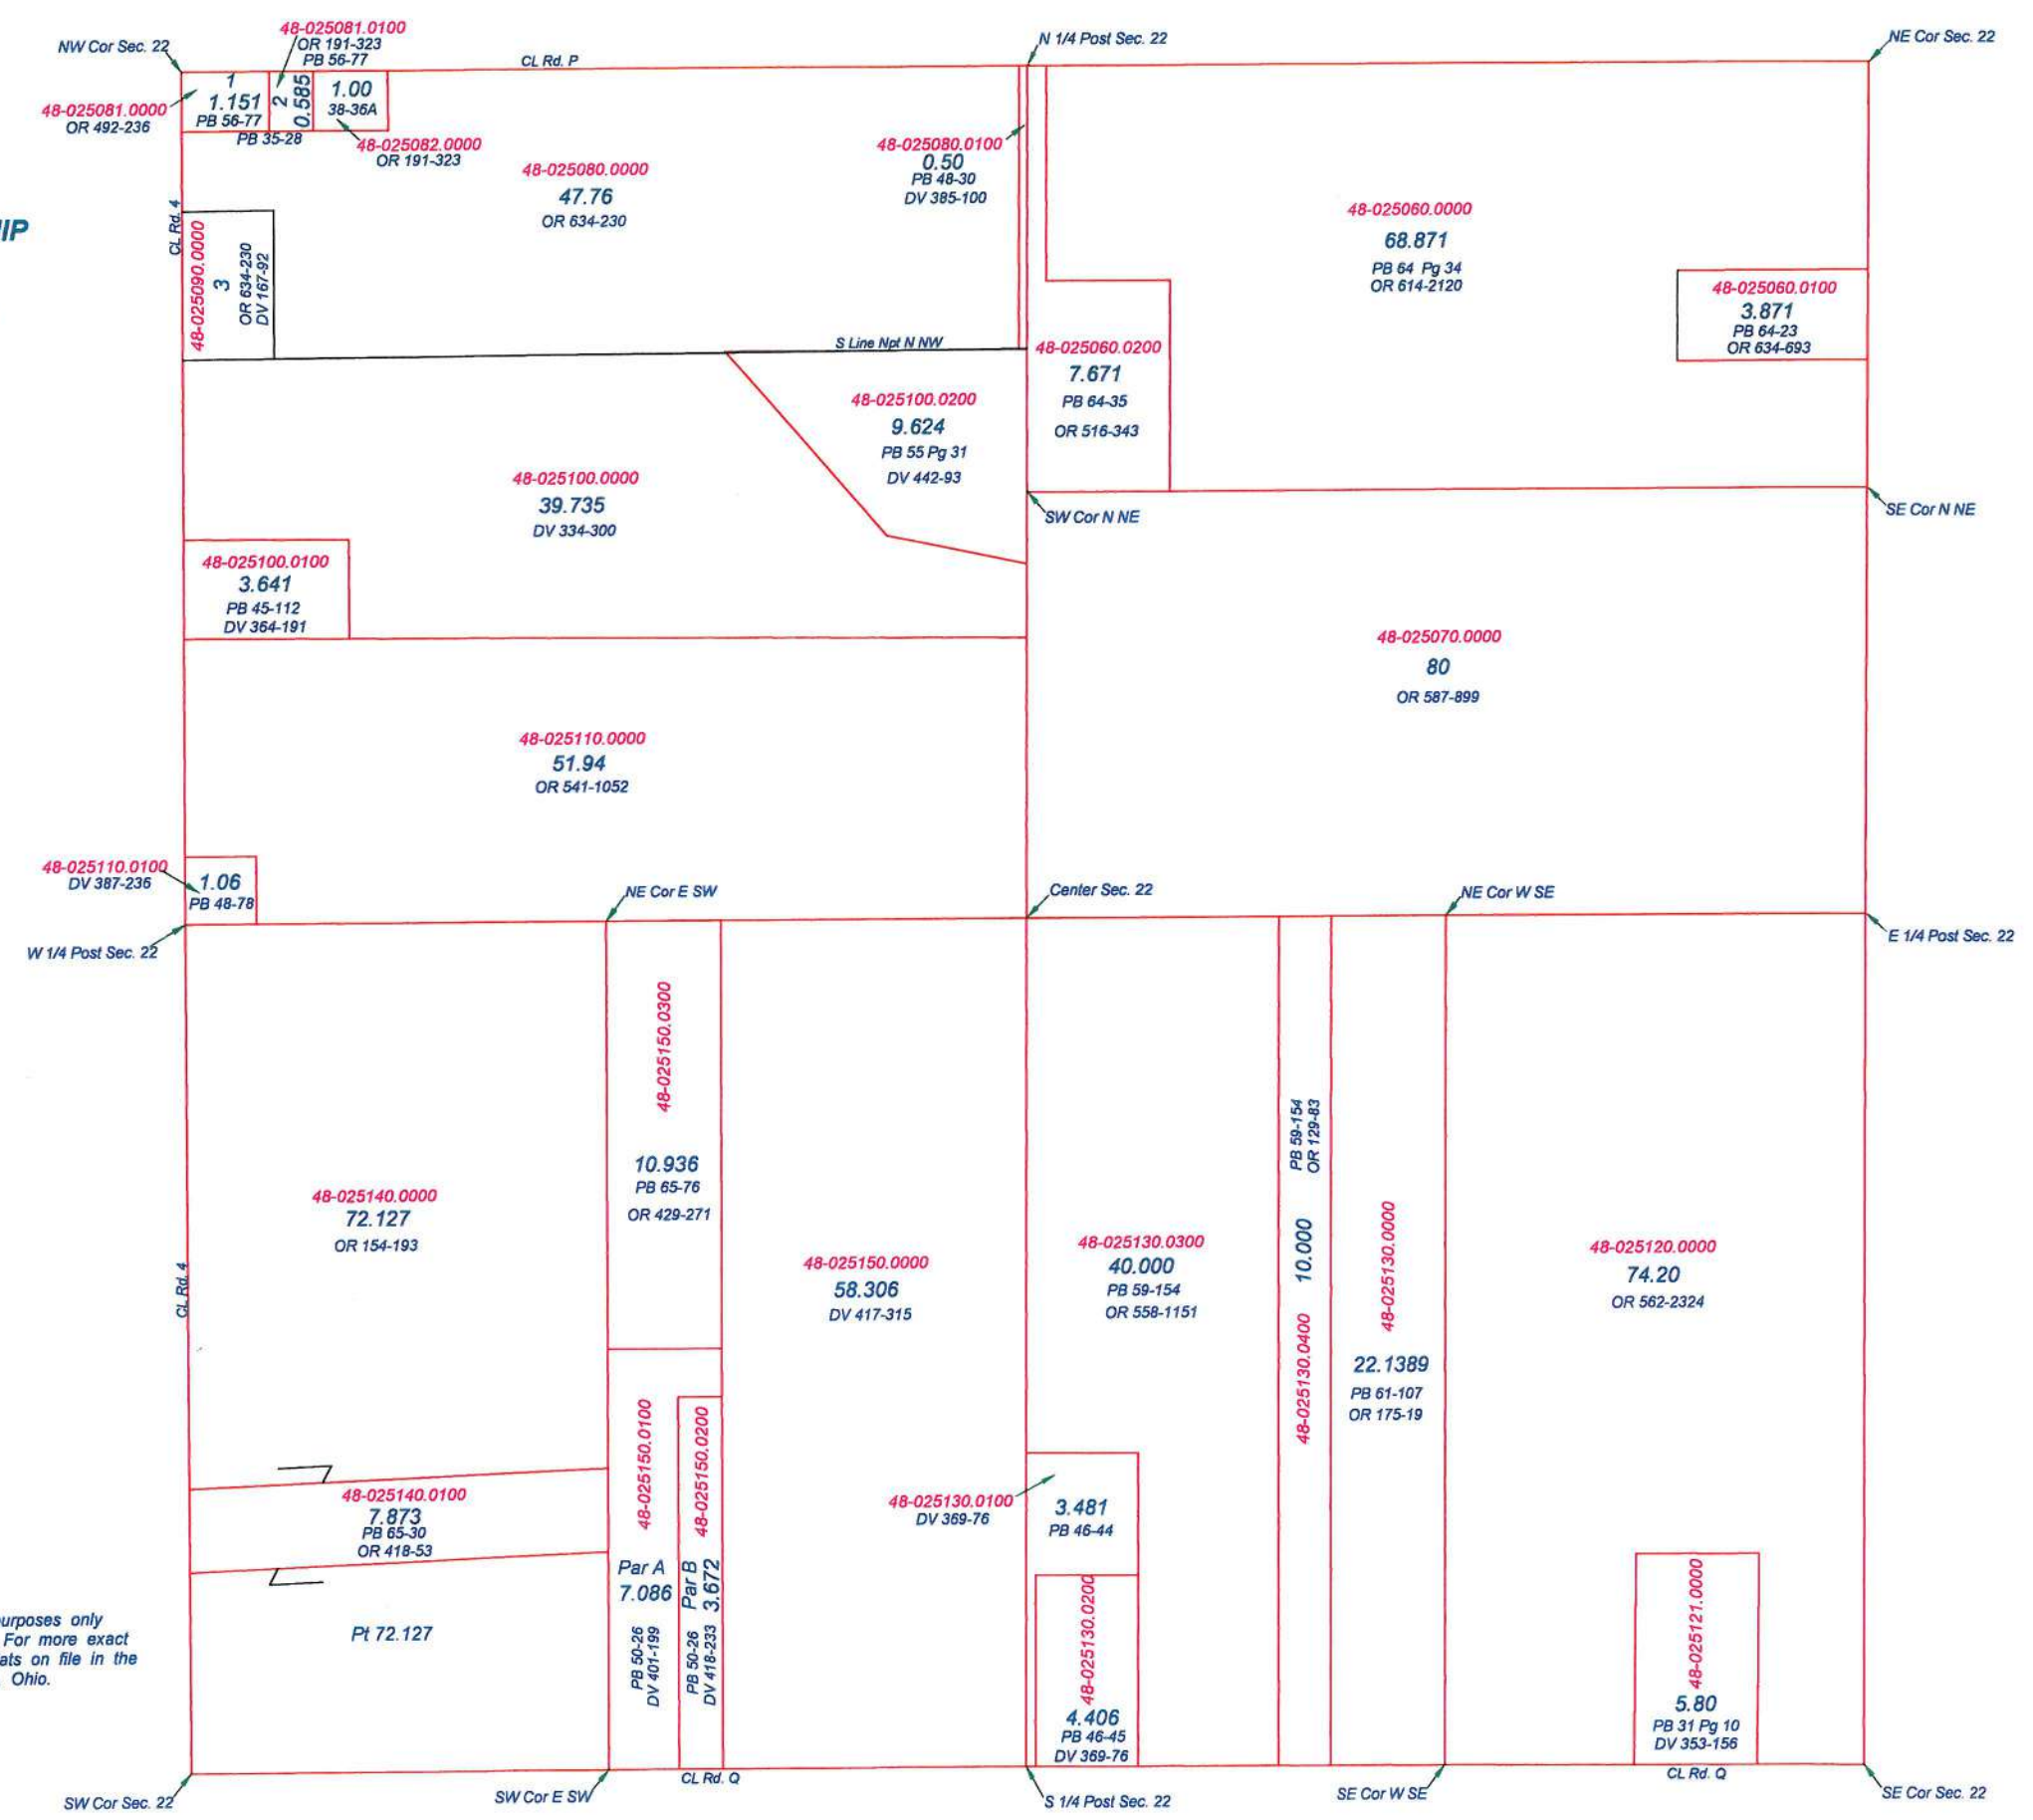 48-025081.0100
OR 191-323
PB 56-77
NW Cor Sec. 22
CL Rd. P
N 1/4 Post Sec. 22
NE Cor Sec. 22
1
1.151
PB 56-77
2
0.585
1.00
38-36A
48-025081.0000
OR 492-236
PB 35-28
48-025082.0000
OR 191-323
48-025080.0000
47.76
OR 634-230
48-025080.0100
0.50
PB 48-30
DV 385-100
48-025060.0000
68.871
PB 64 Pg 34
OR 614-2120
IP
CL Rd. 4
48-025090.0000
3
OR 634-230
DV 167-92
48-025060.0100
3.871
PB 64-23
OR 634-693
S Line Npt N NW
48-025060.0200
7.671
PB 64-35
OR 516-343
48-025100.0200
9.624
PB 55 Pg 31
DV 442-93
48-025100.0000
39.735
DV 334-300
SW Cor N NE
SE Cor N NE
48-025100.0100
3.641
PB 45-112
DV 364-191
48-025070.0000
80
OR 587-899
48-025110.0000
51.94
OR 541-1052
48-025110.0100
DV 387-236
1.06
PB 48-78
NE Cor E SW
Center Sec. 22
NE Cor W SE
W 1/4 Post Sec. 22
E 1/4 Post Sec. 22
48-025150.0300
10.936
PB 65-76
OR 429-271
48-025140.0000
72.127
OR 154-193
CL Rd. 4
48-025150.0000
58.306
DV 417-315
48-025130.0300
40.000
PB 59-154
OR 558-1151
PB 59-154
OR 129-83
10.000
48-025130.0400
48-025130.0000
22.1389
PB 61-107
OR 175-19
48-025120.0000
74.20
OR 562-2324
48-025140.0100
7.873
PB 65-30
OR 418-53
48-025150.0100
Par A
7.086
PB 50-26
DV 401-199
48-025150.0200
Par B
3.672
PB 50-26
DV 418-233
48-025130.0100
DV 369-76
3.481
PB 46-44
48-025130.0200
4.406
PB 46-45
DV 369-76
48-025121.0000
5.80
PB 31 Pg 10
DV 353-156
Pt 72.127
urposes only
For more exact
ats on file in the
Ohio.
CL Rd. Q
CL Rd. Q
SW Cor Sec. 22
SW Cor E SW
S 1/4 Post Sec. 22
SE Cor W SE
SE Cor Sec. 22